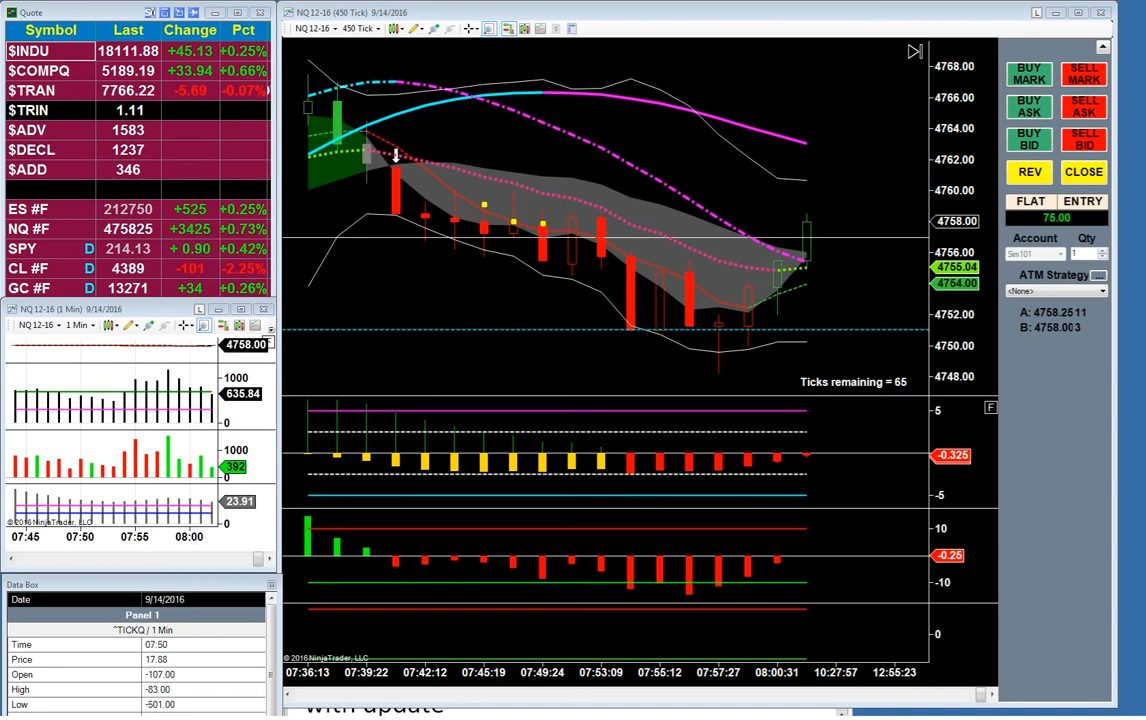 Quote
Symbol Last Change Pct
$INDU 18111.88 +45.13 +0.25%
$COMPQ 5189.19 +33.94 +0.66%
$TRAN 7766.22 -5.69 -0.07%
$TRIN 1.11
$ADV 1583
$DECL 1237
$ADD 346
ES #F 212750 +525 +0.25%
NQ #F 475825 +3425 +0.73%
SPY D 214.13 + 0.90 +0.42%
CL #F 4389 -101 -2.25%
GC #F D 13271 +34 +0.26%
NQ 12-16 (1 Min) 9/14/2016
L
NQ 12-16 1 Min
4758.00
F
1000
635.84
0
1000
392
0
23.91
0
© 2016 NinjaTrader, LLC
07:45 07:50 07:55 08:00
Data Box
Date 9/14/2016
Panel 1
^TICKQ / 1 Min
Time 07:50
Price 17.88
Open -107.00
High -83.00
Low -501.00
NQ 12-16 (450 Tick) 9/14/2016
L
NQ 12-16 450 Tick
4768.00
4766.00
4764.00
4762.00
4760.00
4758.00
4756.00
4755.04
4754.00
4752.00
4750.00
4748.00
Ticks remaining = 65
F
5
-0.325
-5
10
-0.25
-10
0
© 2016 NinjaTrader, LLC
07:36:13 07:39:22 07:42:12 07:45:19 07:49:24 07:53:09 07:55:12 07:57:27 08:00:31 10:27:57 12:55:23
BUY MARK SELL MARK
BUY ASK SELL ASK
BUY BID SELL BID
REV CLOSE
FLAT ENTRY
75.00
Account Qty
Sim101 1
ATM Strategy ...
<None>
A: 4758.25 11
B: 4758.00 3
with update